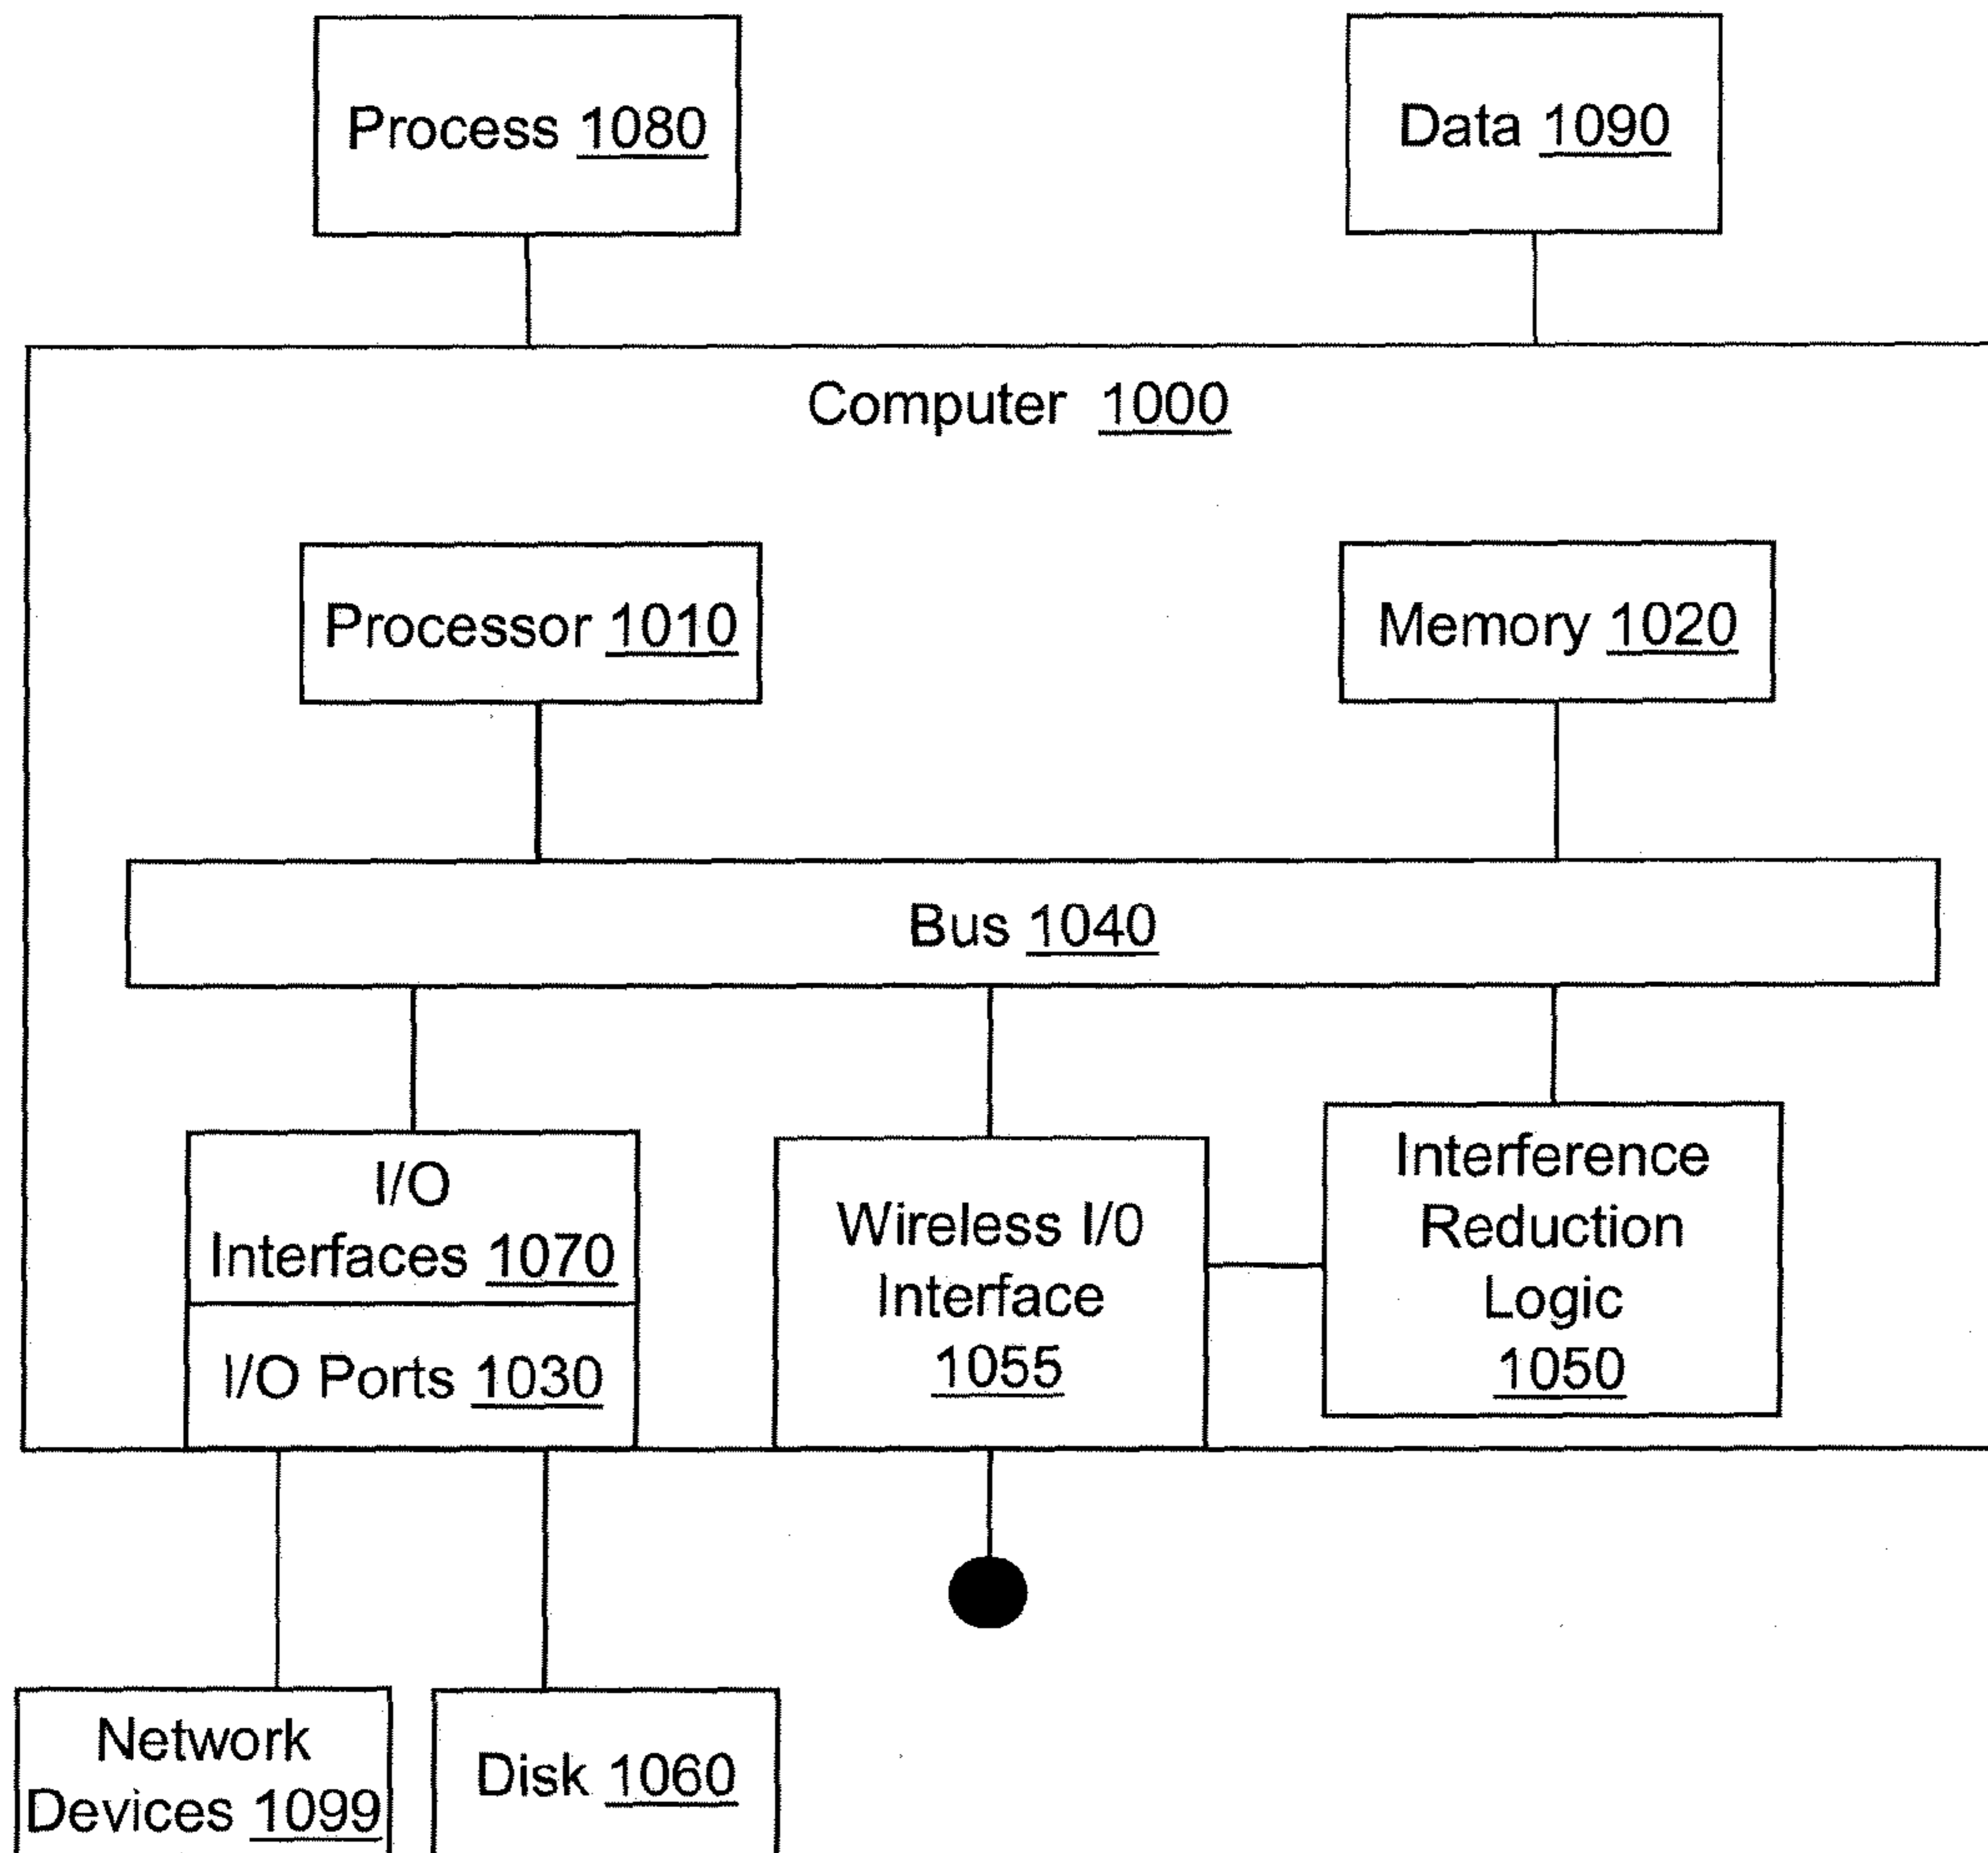 Process 1080
Data 1090
Computer 1000
Processor 1010
Memory 1020
Bus 1040
I/O
Interfaces 1070
I/O Ports 1030
Wireless I/0
Interface
1055
Interference
Reduction
Logic
1050
Network
Devices 1099
Disk 1060